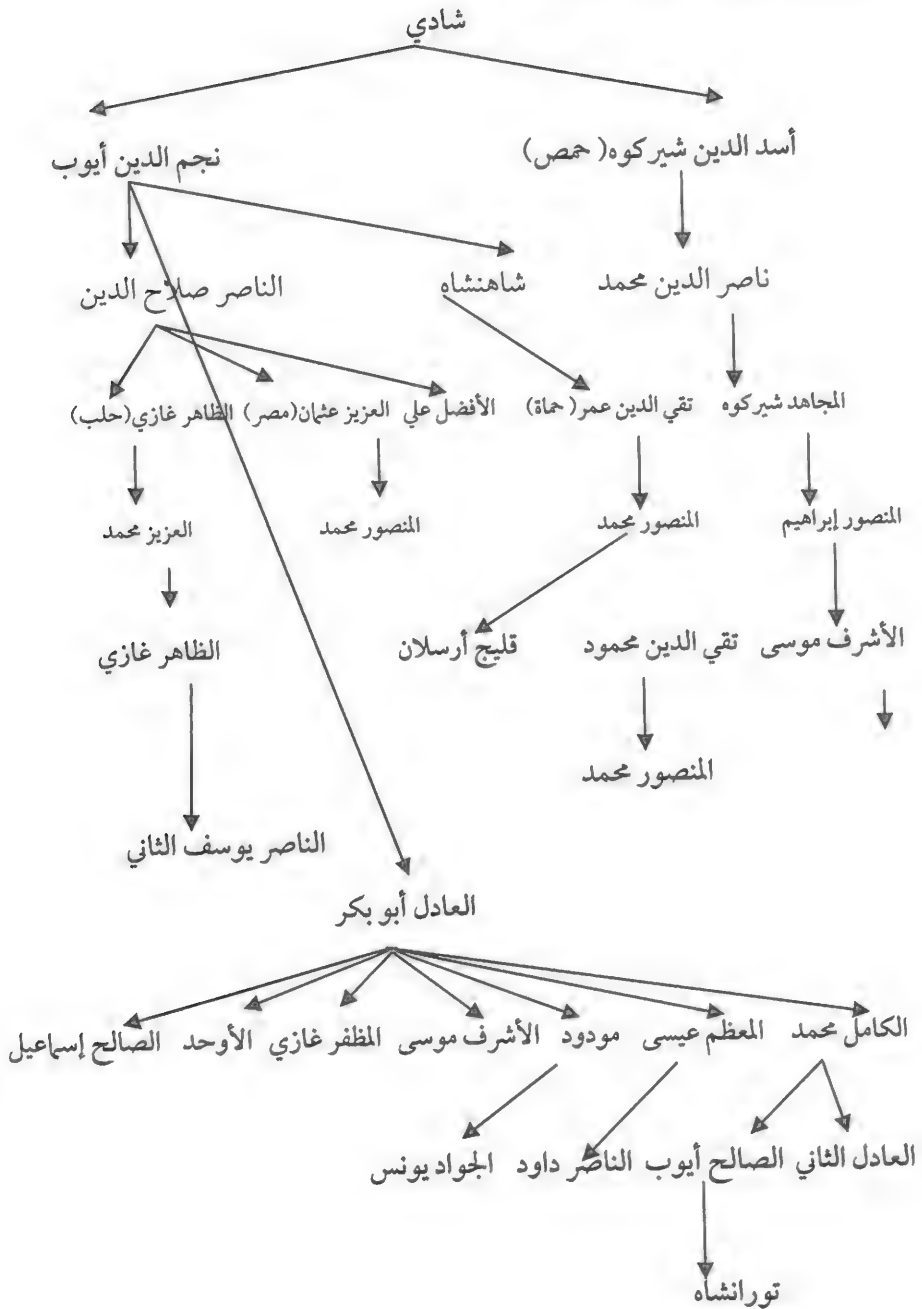 شادي
نجم الدين أيوب
أسد الدين شيركوه (حمص)
الناصر صلاح الدين
شاهنشاه
ناصر الدين محمد
المجاهد شيركوه
تقي الدين عمر (حماة)
الأفضل علي
العزيز عثمان (مصر)
الظاهر غازي (حلب)
المنصور إبراهيم
المنصور محمد
المنصور محمد
العزيز محمد
الأشرف موسى
تقي الدين محمود
قليج أرسلان
الظاهر غازي
المنصور محمد
الناصر يوسف الثاني
العادل أبو بكر
الكامل محمد
المعظم عيسى
مودود
الأشرف موسى
المظفر غازي
الأوحد
الصالح إسماعيل
العادل الثاني
الصالح أيوب
الناصر داود
الجواد يونس
تورانشاه